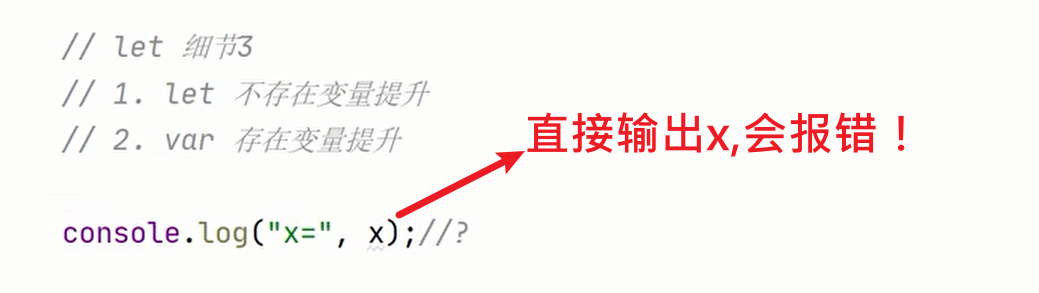 // let 细节3
// 1. let 不存在变量提升
// 2. var 存在变量提升
直接输出x,会报错！
console.log("x=", x);//?